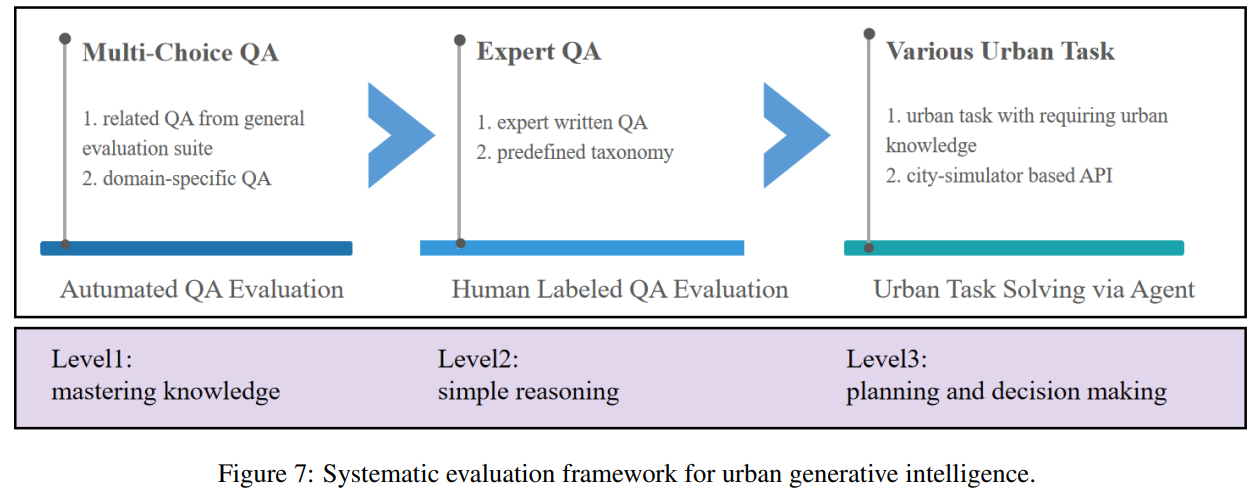 Multi-Choice QA
1. related QA from general
evaluation suite
2. domain-specific QA
Autumated QA Evaluation
Expert QA
1. expert written QA
2. predefined taxonomy
Human Labeled QA Evaluation
Various Urban Task
1. urban task with requiring urban
knowledge
2. city-simulator based API
Urban Task Solving via Agent
Level1:
mastering knowledge
Level2:
simple reasoning
Level3:
planning and decision making
Figure 7: Systematic evaluation framework for urban generative intelligence.